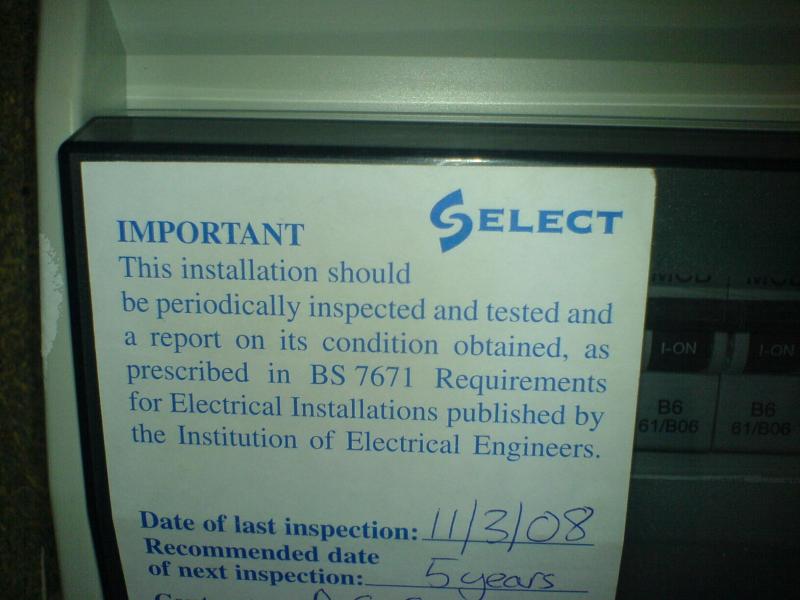 SELECT
IMPORTANT
This installation should
be periodically inspected and tested and
a report on its condition obtained, as
prescribed in BS 7671 Requirements
for Electrical Installations published by
the Institution of Electrical Engineers.
Date of last inspection: 11/3/08
Recommended date
of next inspection: 5 years
I-ON I-ON
B6 B6
61/B06 61/B06